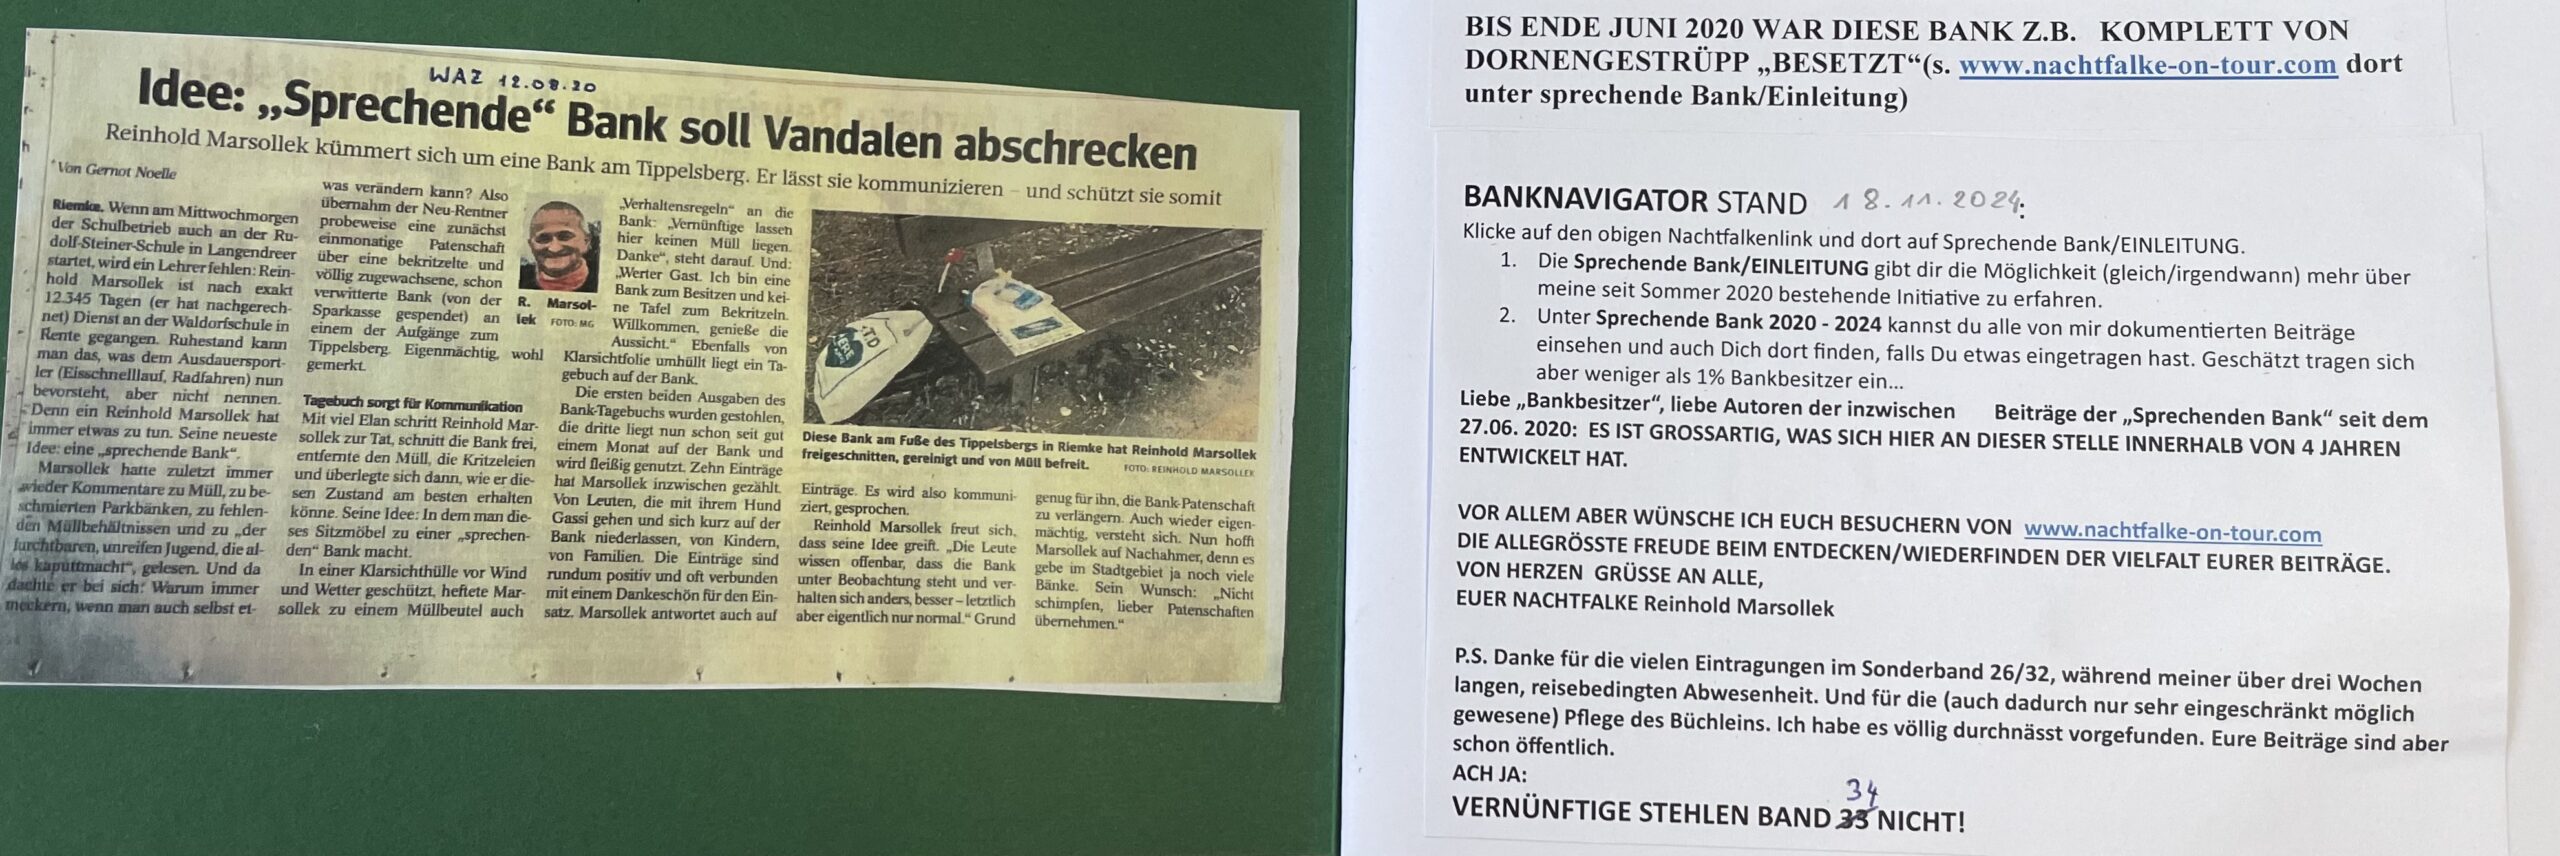 WAZ 12.08.20
Idee: „Sprechende“ Bank soll Vandalen abschrecken
Reinhold Marsollek kümmert sich um eine Bank am Tippelsberg. Er lässt sie kommunizieren – und schützt sie somit
Von Gernot Noelle
Riemke. Wenn am Mittwochmorgen
der Schulbetrieb auch an der Ru-
dolf-Steiner-Schule in Langendreer
startet, wird ein Lehrer fehlen: Rein-
hold Marsollek ist nach exakt
12.345 Tagen (er hat nachgerech-
net) Dienst an der Waldorfschule in
Rente gegangen. Ruhestand kann
man das, was dem Ausdauersport-
ler (Eisschnelllauf, Radfahren) nun
bevorsteht, aber nicht nennen.
Denn ein Reinhold Marsollek hat
immer etwas zu tun. Seine neueste
Idee: eine „sprechende Bank“.
Marsollek hatte zuletzt immer
wieder Kommentare zu Müll, zu be-
schmierten Parkbänken, zu fehlen-
den Müllbehältnissen und zu „der
furchtbaren, unreifen Jugend, die al-
les kaputtmacht“, gelesen. Und da
dachte er bei sich: Warum immer
meckern, wenn man auch selbst et-
was verändern kann? Also
übernahm der Neu-Rentner
probeweise eine zunächst
einmonatige Patenschaft
über eine bekritzelte und
völlig zugewachsene, schon
verwitterte Bank (von der
Sparkasse gespendet) an
einem der Aufgänge zum
Tippelsberg. Eigenmächtig, wohl
gemerkt.
Tagebuch sorgt für Kommunikation
Mit viel Elan schritt Reinhold Mar-
sollek zur Tat, schnitt die Bank frei,
entfernte den Müll, die Kritzeleien
und überlegte sich dann, wie er die-
sen Zustand am besten erhalten
könne. Seine Idee: In dem man die-
ses Sitzmöbel zu einer „sprechen-
den“ Bank macht.
In einer Klarsichthülle vor Wind
und Wetter geschützt, heftete Mar-
sollek zu einem Müllbeutel auch
R. Marsol-
lek FOTO: MG
„Verhaltensregeln“ an die
Bank: „Vernünftige lassen
hier keinen Müll liegen.
Danke“, steht darauf. Und:
„Werter Gast. Ich bin eine
Bank zum Besitzen und kei-
ne Tafel zum Bekritzeln.
Willkommen, genieße die
Aussicht.“ Ebenfalls von
Klarsichtfolie umhüllt liegt ein Ta-
gebuch auf der Bank.
Die ersten beiden Ausgaben des
Bank-Tagebuchs wurden gestohlen,
die dritte liegt nun schon seit gut
einem Monat auf der Bank und
wird fleißig genutzt. Zehn Einträge
hat Marsollek inzwischen gezählt.
Von Leuten, die mit ihrem Hund
Gassi gehen und sich kurz auf der
Bank niederlassen, von Kindern,
von Familien. Die Einträge sind
rundum positiv und oft verbunden
mit einem Dankeschön für den Ein-
satz. Marsollek antwortet auch auf
Diese Bank am Fuße des Tippelsbergs in Riemke hat Reinhold Marsollek
freigeschnitten, gereinigt und von Müll befreit. FOTO: REINHOLD MARSOLLEK
Einträge. Es wird also kommuni-
ziert, gesprochen.
Reinhold Marsollek freut sich,
dass seine Idee greift. „Die Leute
wissen offenbar, dass die Bank
unter Beobachtung steht und ver-
halten sich anders, besser – letztlich
aber eigentlich nur normal.“ Grund
genug für ihn, die Bank-Patenschaft
zu verlängern. Auch wieder eigen-
mächtig, versteht sich. Nun hofft
Marsollek auf Nachahmer, denn es
gebe im Stadtgebiet ja noch viele
Bänke. Sein Wunsch: „Nicht
schimpfen, lieber Patenschaften
übernehmen.“
BIS ENDE JUNI 2020 WAR DIESE BANK Z.B. KOMPLETT VON
DORNENGESTRÜPP „BESETZT“(s. www.nachtfalke-on-tour.com dort
unter sprechende Bank/Einleitung)
BANKNAVIGATOR STAND 18.11.2024:
Klicke auf den obigen Nachtfalkenlink und dort auf Sprechende Bank/EINLEITUNG.
1. Die Sprechende Bank/EINLEITUNG gibt dir die Möglichkeit (gleich/irgendwann) mehr über
meine seit Sommer 2020 bestehende Initiative zu erfahren.
2. Unter Sprechende Bank 2020 - 2024 kannst du alle von mir dokumentierten Beiträge
einsehen und auch Dich dort finden, falls Du etwas eingetragen hast. Geschätzt tragen sich
aber weniger als 1% Bankbesitzer ein...
Liebe „Bankbesitzer“, liebe Autoren der inzwischen Beiträge der „Sprechenden Bank“ seit dem
27.06. 2020: ES IST GROSSARTIG, WAS SICH HIER AN DIESER STELLE INNERHALB VON 4 JAHREN
ENTWICKELT HAT.
VOR ALLEM ABER WÜNSCHE ICH EUCH BESUCHERN VON www.nachtfalke-on-tour.com
DIE ALLEGRÖSSTE FREUDE BEIM ENTDECKEN/WIEDERFINDEN DER VIELFALT EURER BEITRÄGE.
VON HERZEN GRÜSSE AN ALLE,
EUER NACHTFALKE Reinhold Marsollek
P.S. Danke für die vielen Eintragungen im Sonderband 26/32, während meiner über drei Wochen
langen, reisebedingten Abwesenheit. Und für die (auch dadurch nur sehr eingeschränkt möglich
gewesene) Pflege des Büchleins. Ich habe es völlig durchnässt vorgefunden. Eure Beiträge sind aber
schon öffentlich.
ACH JA:
34
VERNÜNFTIGE STEHLEN BAND 33 NICHT!